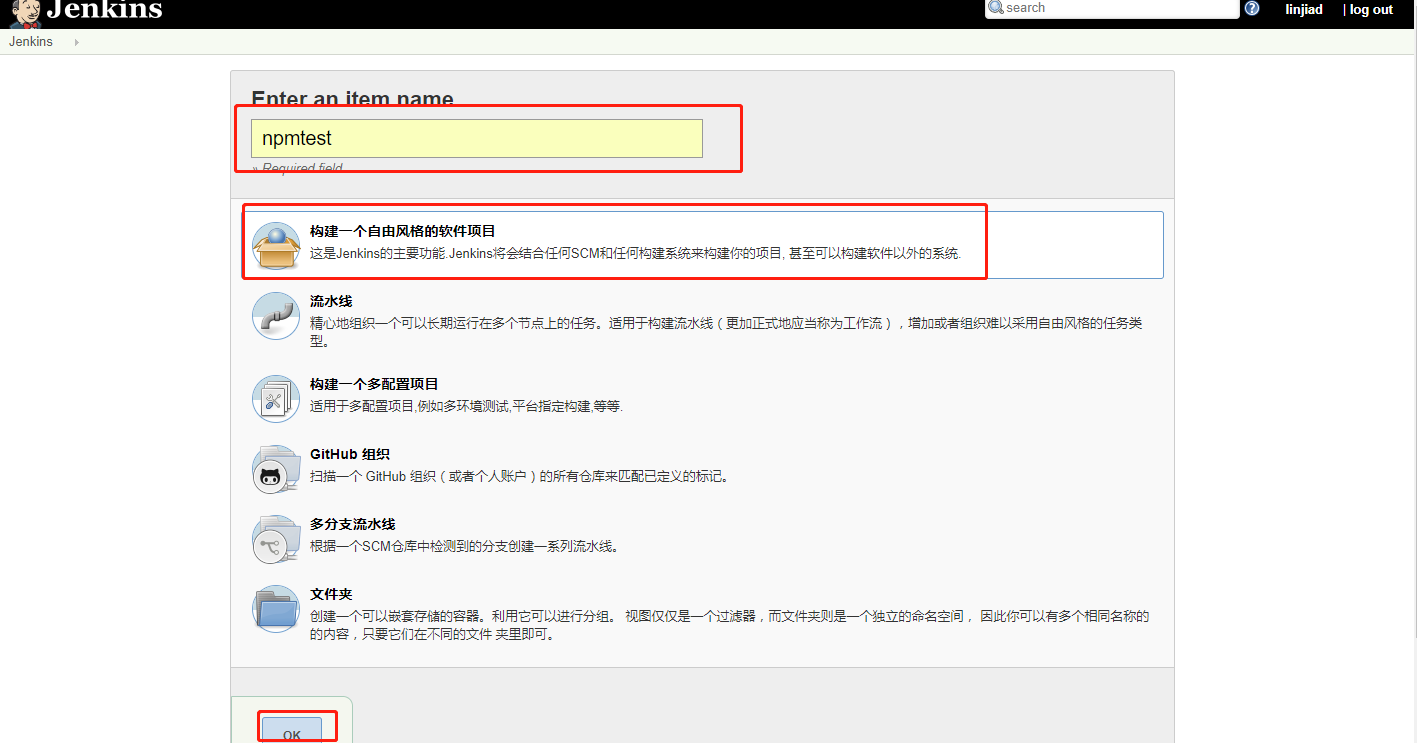 Jenkins
search
linjiad
| log out
Jenkins
Enter an item name
npmtest
» Required field
构建一个自由风格的软件项目
这是Jenkins的主要功能.Jenkins将会结合任何SCM和任何构建系统来构建你的项目, 甚至可以构建软件以外的系统.
流水线
精心地组织一个可以长期运行在多个节点上的任务。适用于构建流水线（更加正式地应当称为工作流），增加或者组织难以采用自由风格的任务类
型。
构建一个多配置项目
适用于多配置项目,例如多环境测试,平台指定构建,等等.
GitHub 组织
扫描一个 GitHub 组织（或者个人账户）的所有仓库来匹配已定义的标记。
多分支流水线
根据一个SCM仓库中检测到的分支创建一系列流水线。
文件夹
创建一个可以嵌套存储的容器。利用它可以进行分组。 视图仅仅是一个过滤器，而文件夹则是一个独立的命名空间， 因此你可以有多个相同名称的
的内容，只要它们在不同的文件 夹里即可。
OK